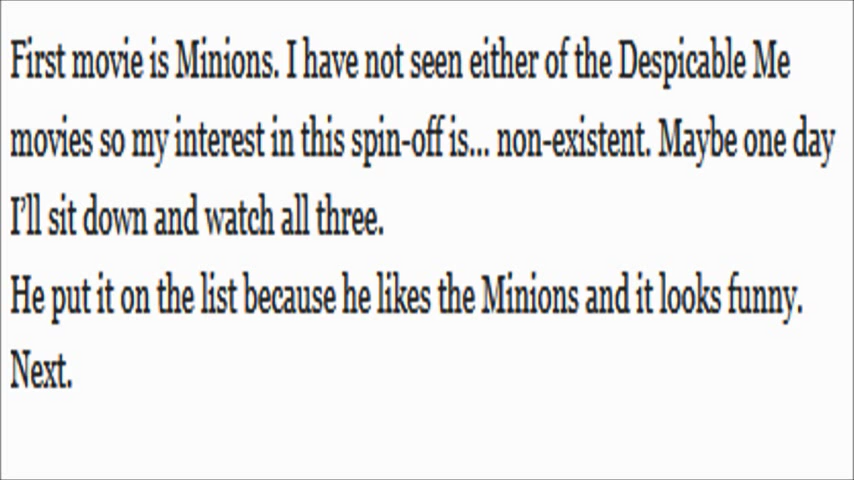 First movie is Minions. I have not seen either of the Despicable Me
movies so my interest in this spin-off is... non-existent. Maybe one day
I’ll sit down and watch all three.
He put it on the list because he likes the Minions and it looks funny.
Next.